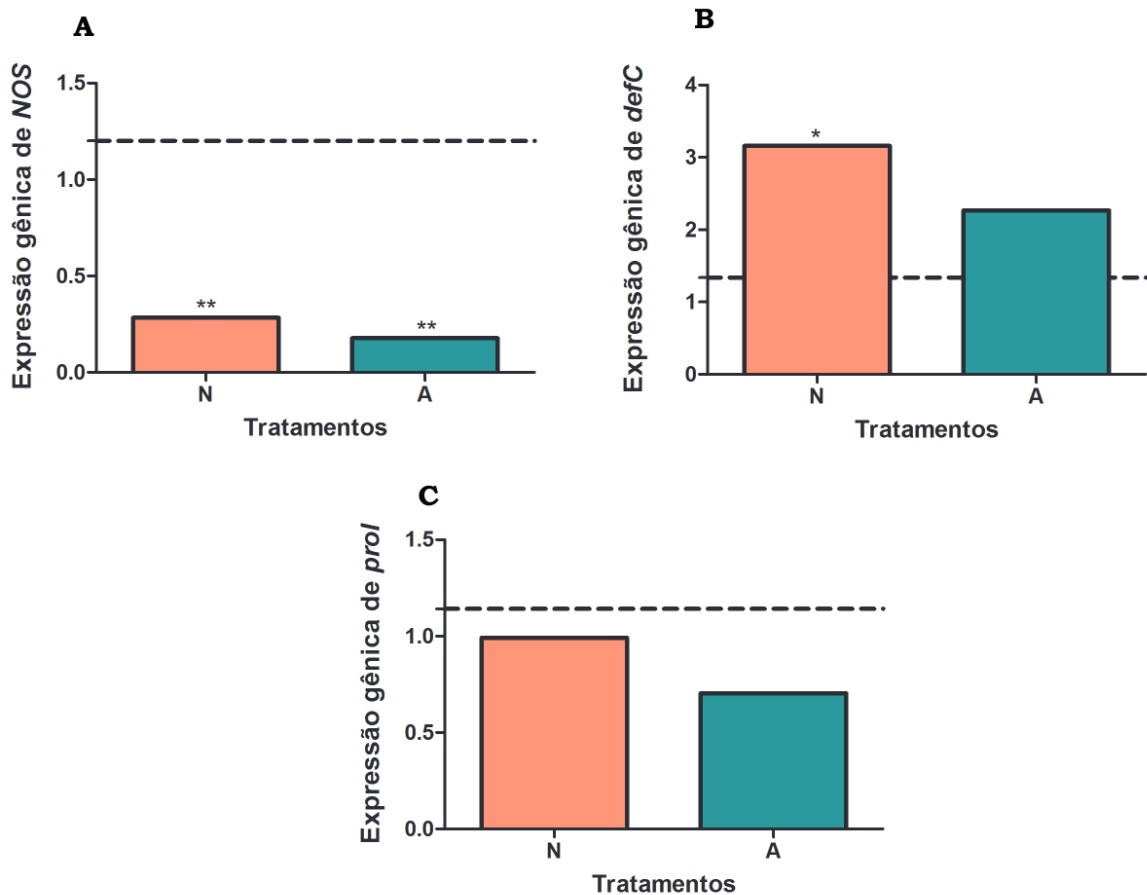 A
Expressão gênica de NOS
1.5
1.0
0.5
0.0
**
**
N
A
Tratamentos
B
Expressão gênica de defC
4
3
2
1
0
*
N
A
Tratamentos
C
Expressão gênica de prol
1.5
1.0
0.5
0.0
N
A
Tratamentos